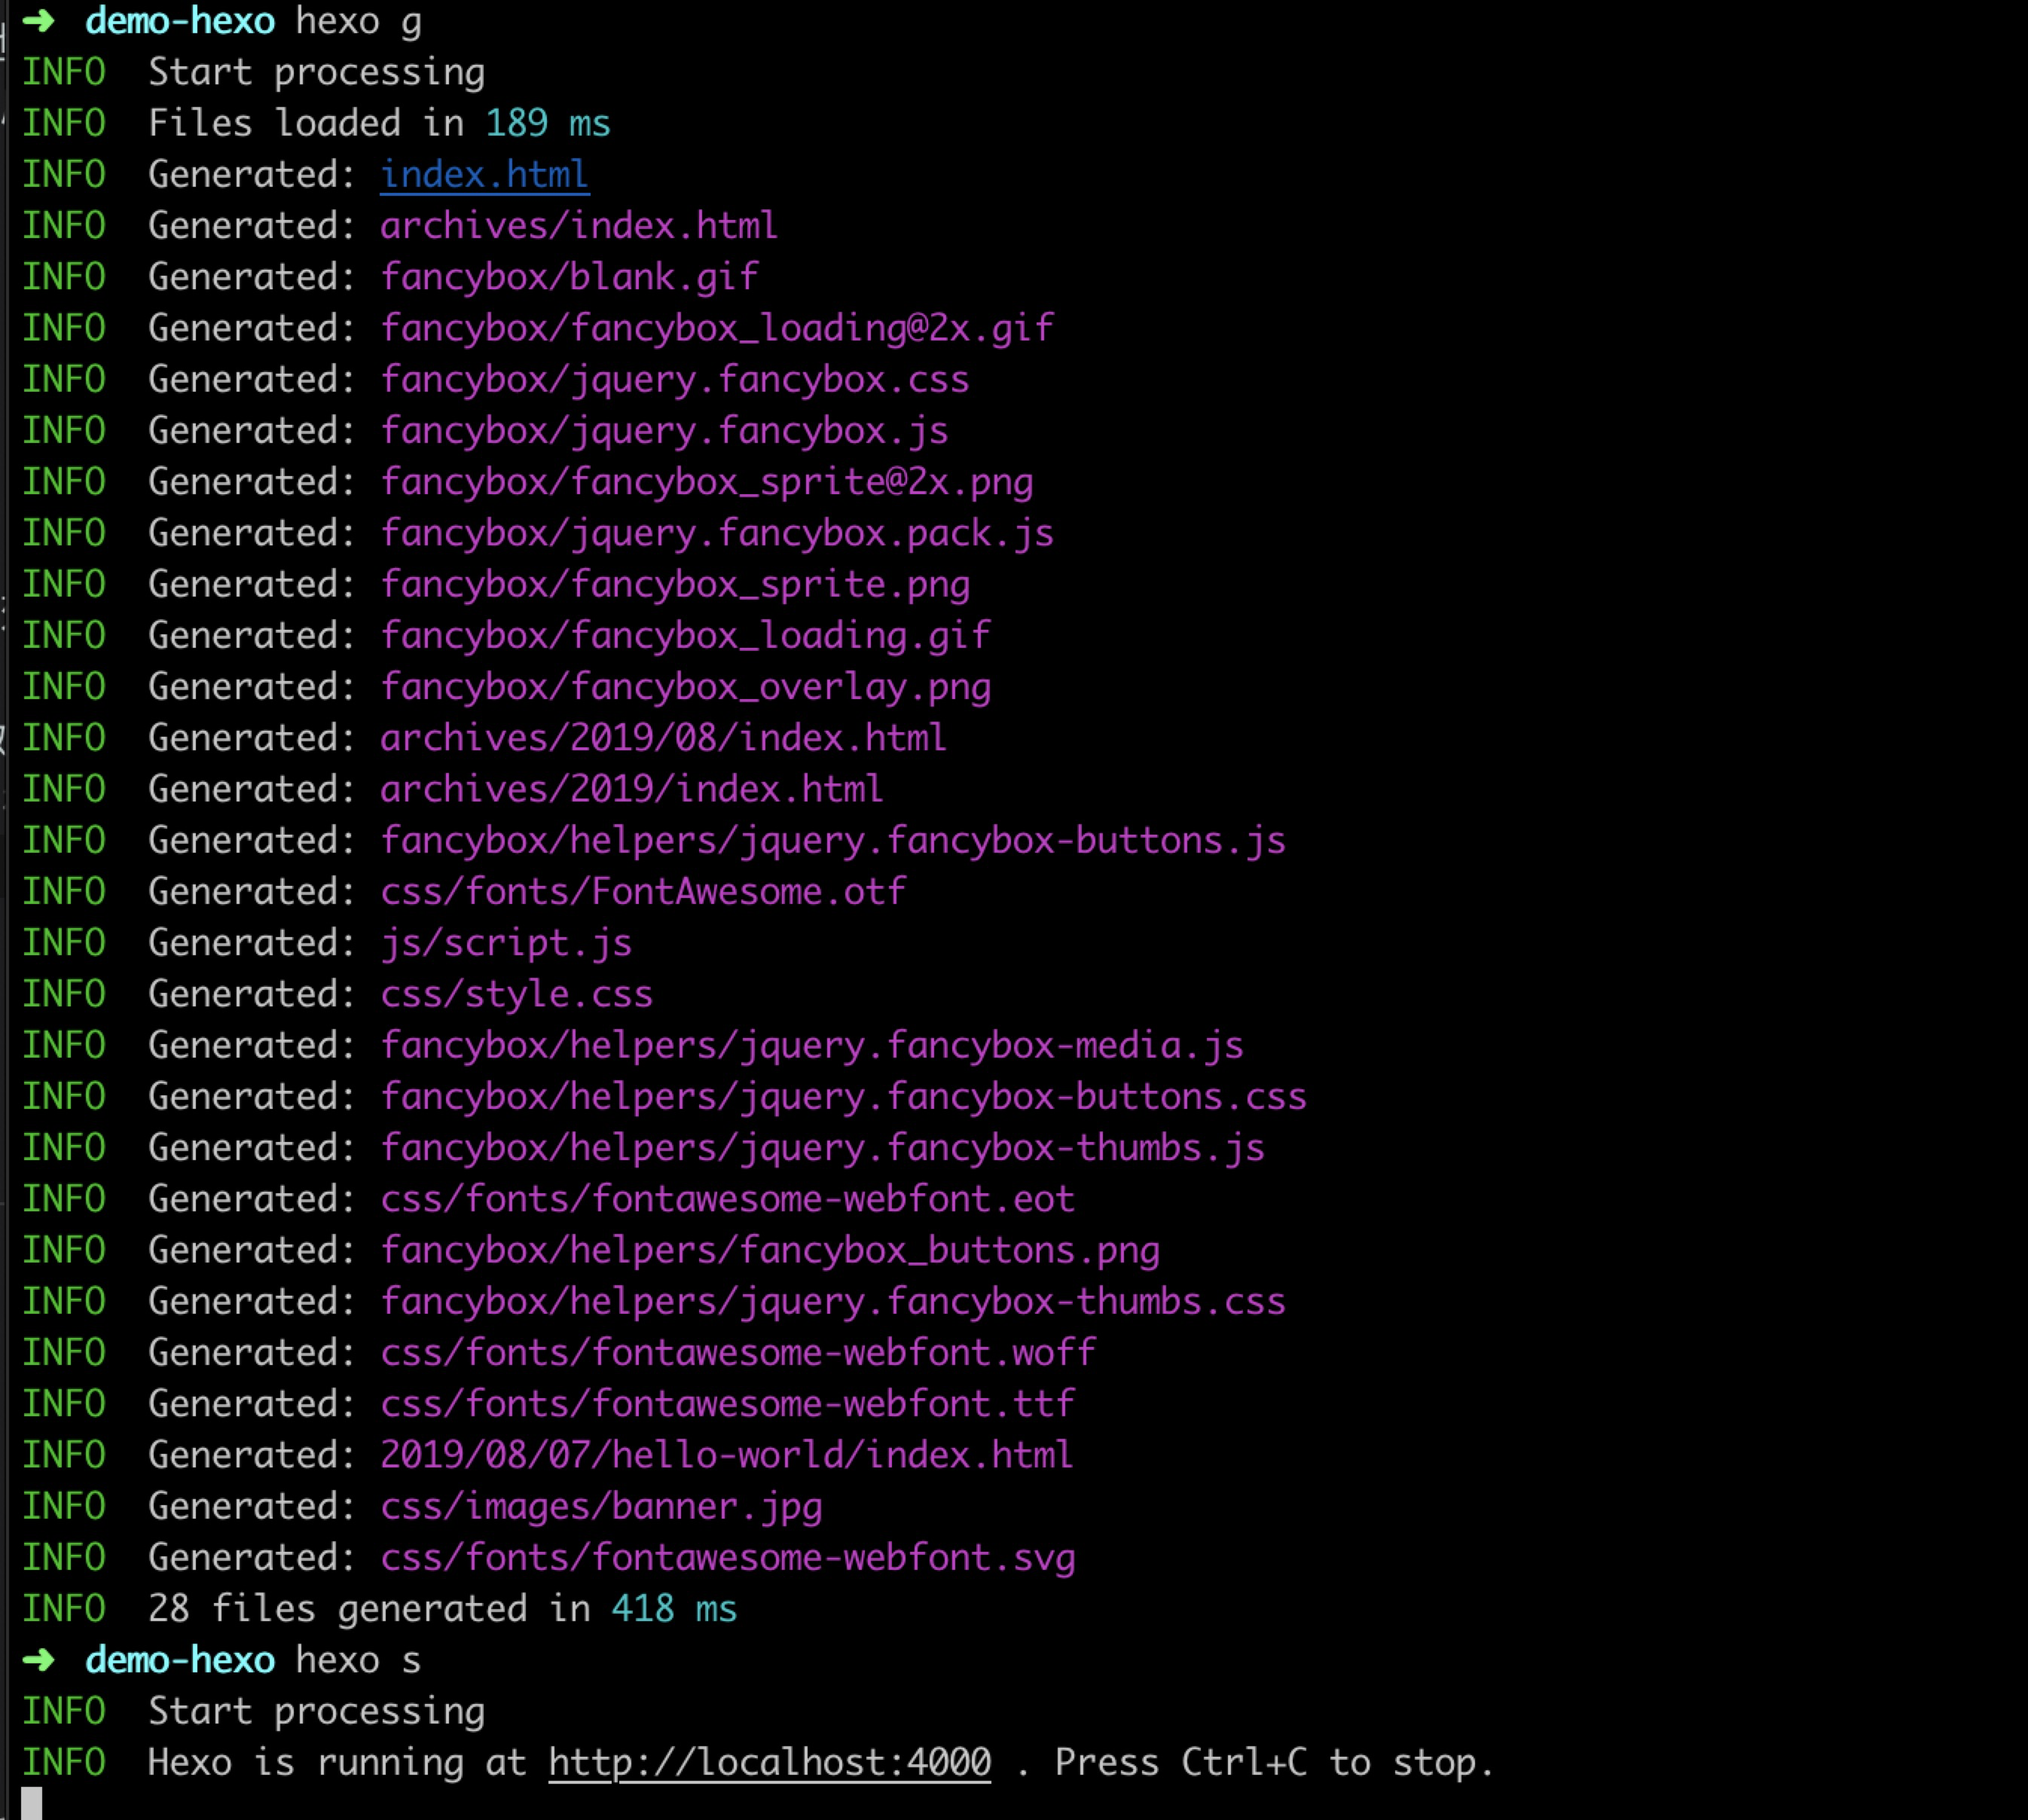 ➜ demo-hexo hexo g
INFO  Start processing
INFO  Files loaded in 189 ms
INFO  Generated: index.html
INFO  Generated: archives/index.html
INFO  Generated: fancybox/blank.gif
INFO  Generated: fancybox/fancybox_loading@2x.gif
INFO  Generated: fancybox/jquery.fancybox.css
INFO  Generated: fancybox/jquery.fancybox.js
INFO  Generated: fancybox/fancybox_sprite@2x.png
INFO  Generated: fancybox/jquery.fancybox.pack.js
INFO  Generated: fancybox/fancybox_sprite.png
INFO  Generated: fancybox/fancybox_loading.gif
INFO  Generated: fancybox/fancybox_overlay.png
INFO  Generated: archives/2019/08/index.html
INFO  Generated: archives/2019/index.html
INFO  Generated: fancybox/helpers/jquery.fancybox-buttons.js
INFO  Generated: css/fonts/FontAwesome.otf
INFO  Generated: js/script.js
INFO  Generated: css/style.css
INFO  Generated: fancybox/helpers/jquery.fancybox-media.js
INFO  Generated: fancybox/helpers/jquery.fancybox-buttons.css
INFO  Generated: fancybox/helpers/jquery.fancybox-thumbs.js
INFO  Generated: css/fonts/fontawesome-webfont.eot
INFO  Generated: fancybox/helpers/fancybox_buttons.png
INFO  Generated: fancybox/helpers/jquery.fancybox-thumbs.css
INFO  Generated: css/fonts/fontawesome-webfont.woff
INFO  Generated: css/fonts/fontawesome-webfont.ttf
INFO  Generated: 2019/08/07/hello-world/index.html
INFO  Generated: css/images/banner.jpg
INFO  Generated: css/fonts/fontawesome-webfont.svg
INFO  28 files generated in 418 ms
➜ demo-hexo hexo s
INFO  Start processing
INFO  Hexo is running at http://localhost:4000 . Press Ctrl+C to stop.